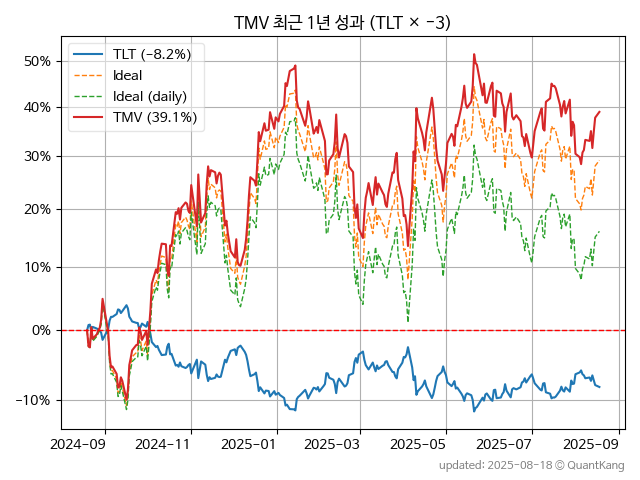 TMV 최근 1년 성과 (TLT × −3)
TLT (−8.2%)
Ideal
Ideal (daily)
TMV (39.1%)
50%
40%
30%
20%
10%
0%
−10%
2024−09 2024−11 2025−01 2025−03 2025−05 2025−07 2025−09
updated: 2025−08−18 © QuantKang